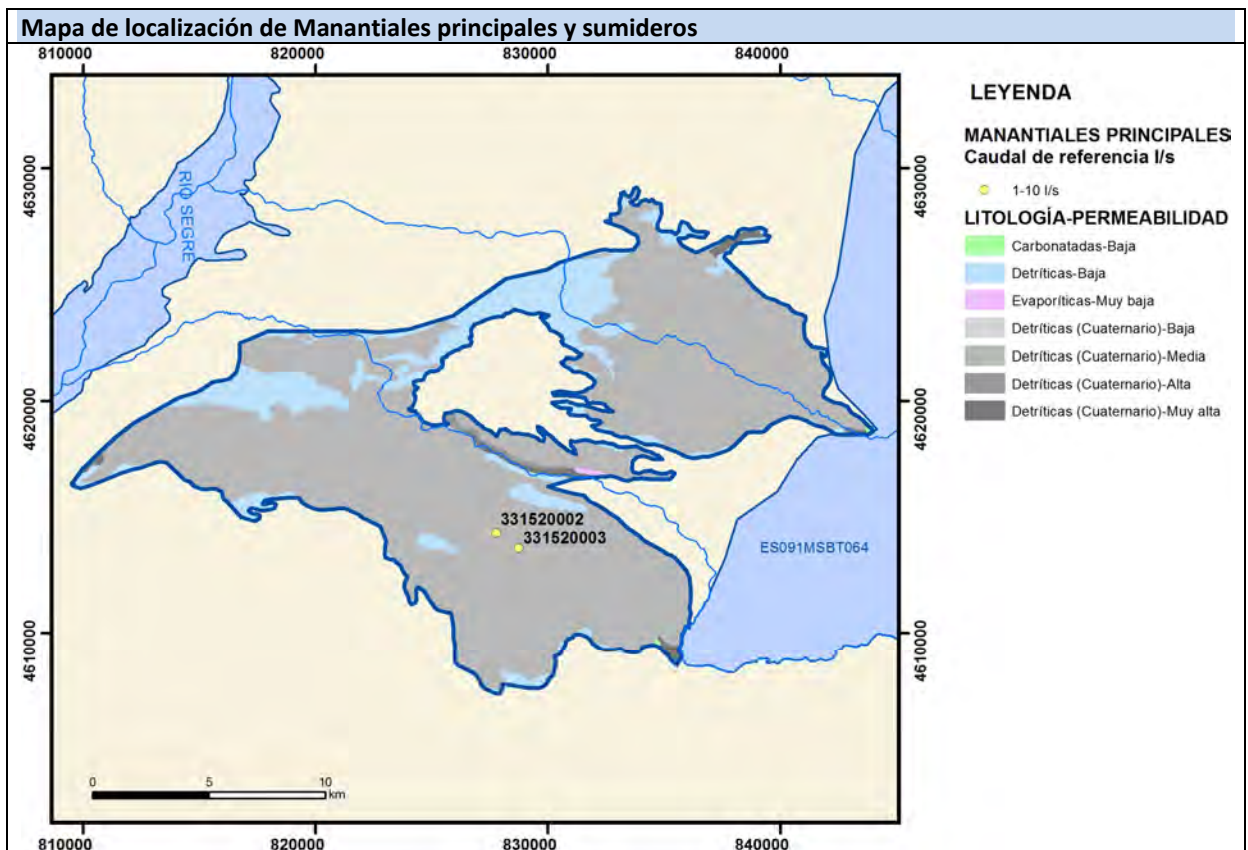 Mapa de localización de Manantiales principales y sumideros
810000 820000 830000 840000
4630000 4630000
4620000 4620000
4610000 4610000
RIO SEGRE
331520002
331520003
ES091MSBT064
0 5 10
km
810000 820000 830000 840000
LEYENDA
MANANTIALES PRINCIPALES
Caudal de referencia l/s
1-10 l/s
LITOLOGÍA-PERMEABILIDAD
Carbonatadas-Baja
Detríticas-Baja
Evaporíticas-Muy baja
Detríticas (Cuaternario)-Baja
Detríticas (Cuaternario)-Media
Detríticas (Cuaternario)-Alta
Detríticas (Cuaternario)-Muy alta